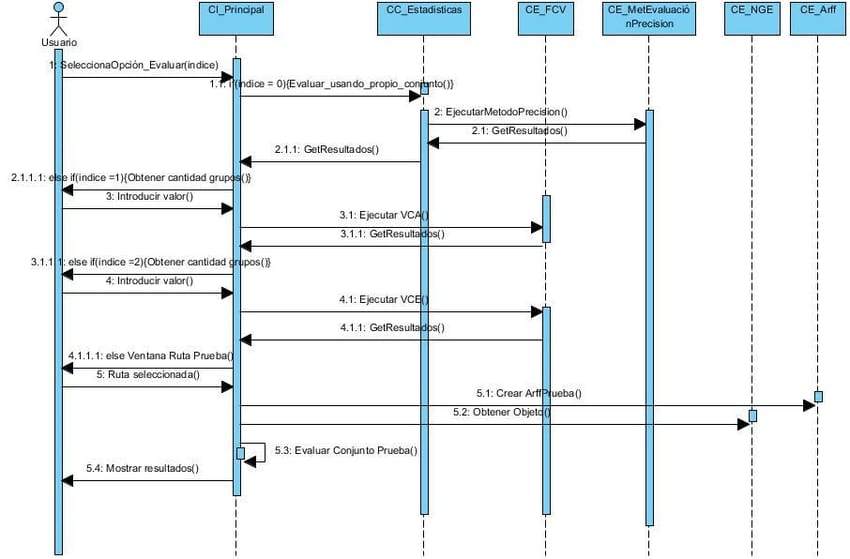 Usuario
CI_Principal
CC_Estadisticas
CE_FCV
CE_MetEvaluació
nPrecision
CE_NGE
CE_Arff
1: SeleccionaOpción_Evaluar(indice)
1.1: if(indice = 0){Evaluar_usando_propio_conjunto()}
2: EjecutarMetodoPrecision()
2.1: GetResultados()
2.1.1: GetResultados()
2.1.1.1: else if(indice =1){Obtener cantidad grupos()}
3: Introducir valor()
3.1: Ejecutar VCA()
3.1.1: GetResultados()
3.1.1.1: else if(indice =2){Obtener cantidad grupos()}
4: Introducir valor()
4.1: Ejecutar VCE()
4.1.1: GetResultados()
4.1.1.1: else Ventana Ruta Prueba()
5: Ruta seleccionada()
5.1: Crear ArffPrueba()
5.2: Obtener Objeto()
5.3: Evaluar Conjunto Prueba()
5.4: Mostrar resultados()